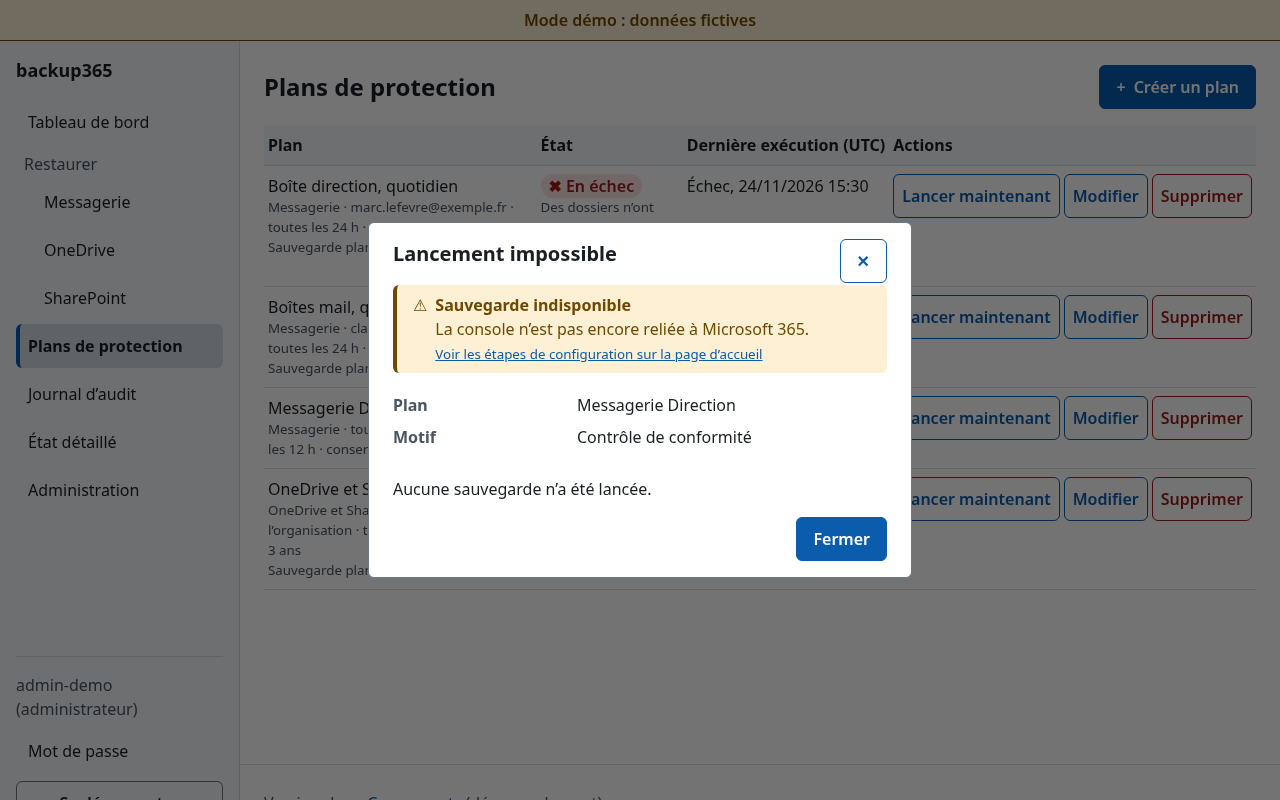 Mode démo : données fictives
backup365
Tableau de bord
Restaurer
Messagerie
OneDrive
SharePoint
Plans de protection
Journal d’audit
État détaillé
Administration
admin-demo
(administrateur)
Mot de passe
Plans de protection
+ Créer un plan
Plan État Dernière exécution (UTC) Actions
Boîte direction, quotidien ✖ En échec Échec, 24/11/2026 15:30 Lancer maintenant Modifier Supprimer
Messagerie · marc.lefevre@exemple.fr · Des dossiers n’ont
toutes les 24 h ·
Sauvegarde
Boîtes mail, maintenant Modifier Supprimer
Messagerie ·
toutes les 24 h ·
Sauvegarde
Messagerie maintenant Modifier Supprimer
Messagerie ·
les 12 h ·
OneDrive et maintenant Modifier Supprimer
OneDrive et
l’organisation ·
3 ans
Sauvegarde
Lancement impossible
×
⚠ Sauvegarde indisponible
La console n’est pas encore reliée à Microsoft 365.
Voir les étapes de configuration sur la page d’accueil
Plan Messagerie Direction
Motif Contrôle de conformité
Aucune sauvegarde n’a été lancée.
Fermer